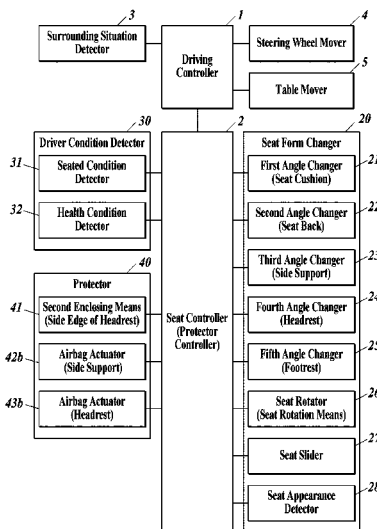 3
1
4
Surrounding Situation
Detector
Driving
Controller
Steering Wheel Mover
5
Table Mover
30
2
20
Driver Condition Detector
31
Seated Condition
Detector
32
Health Condition
Detector
40
Protector
41
Second Enclosing Means
(Side Edge of Headrest)
42b
Airbag Actuator
(Side Support)
43b
Airbag Actuator
(Headrest)
Seat Controller
(Protector
Controller)
Seat Form Changer
21
First Angle Changer
(Seat Cushion)
22
Second Angle Changer
(Seat Back)
23
Third Angle Changer
(Side Support)
24
Fourth Angle Changer
(Headrest)
25
Fifth Angle Changer
(Footrest)
26
Seat Rotator
(Seat Rotation Means)
27
Seat Slider
28
Seat Appearance
Detector